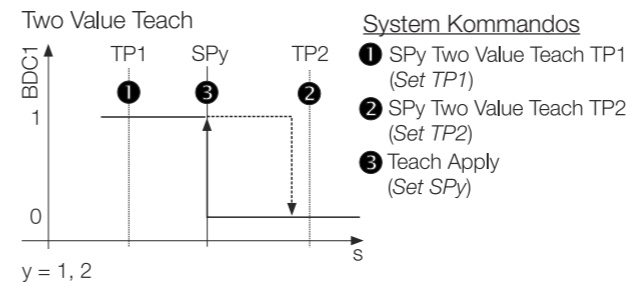 Two Value Teach
BDC1
TP1 SPy TP2
1 3 2
1
0
s
y = 1, 2
System Kommandos
1 SPy Two Value Teach TP1
(Set TP1)
2 SPy Two Value Teach TP2
(Set TP2)
3 Teach Apply
(Set SPy)